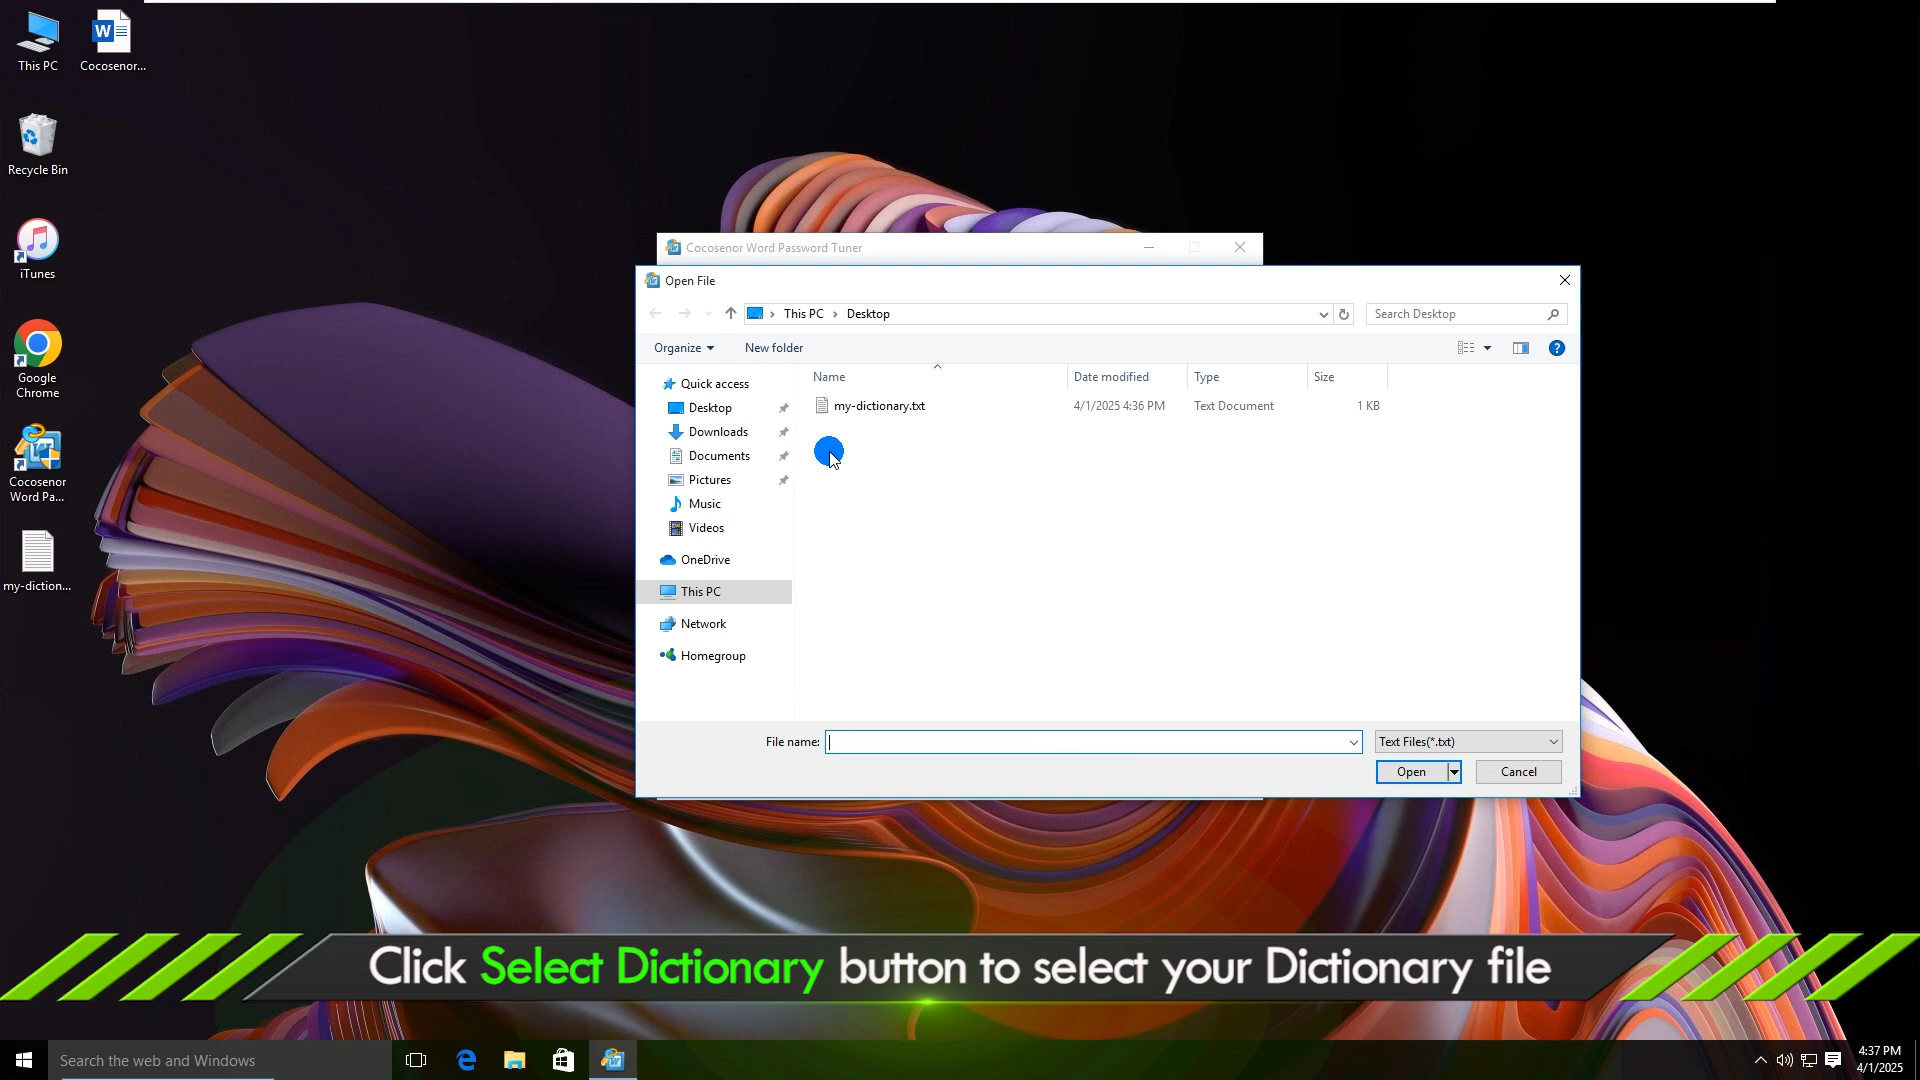 This PC
Cocosenor...
Recycle Bin
iTunes
Google
Chrome
Cocosenor
Word Pa...
my-diction...
Cocosenor Word Password Tuner
Open File
This PC > Desktop
Search Desktop
Organize
New folder
Name
Date modified
Type
Size
my-dictionary.txt
4/1/2025 4:36 PM
Text Document
1 KB
Quick access
Desktop
Downloads
Documents
Pictures
Music
Videos
OneDrive
This PC
Network
Homegroup
File name:
Text Files(*.txt)
Open
Cancel
Click Select Dictionary button to select your Dictionary file
Search the web and Windows
4:37 PM
4/1/2025